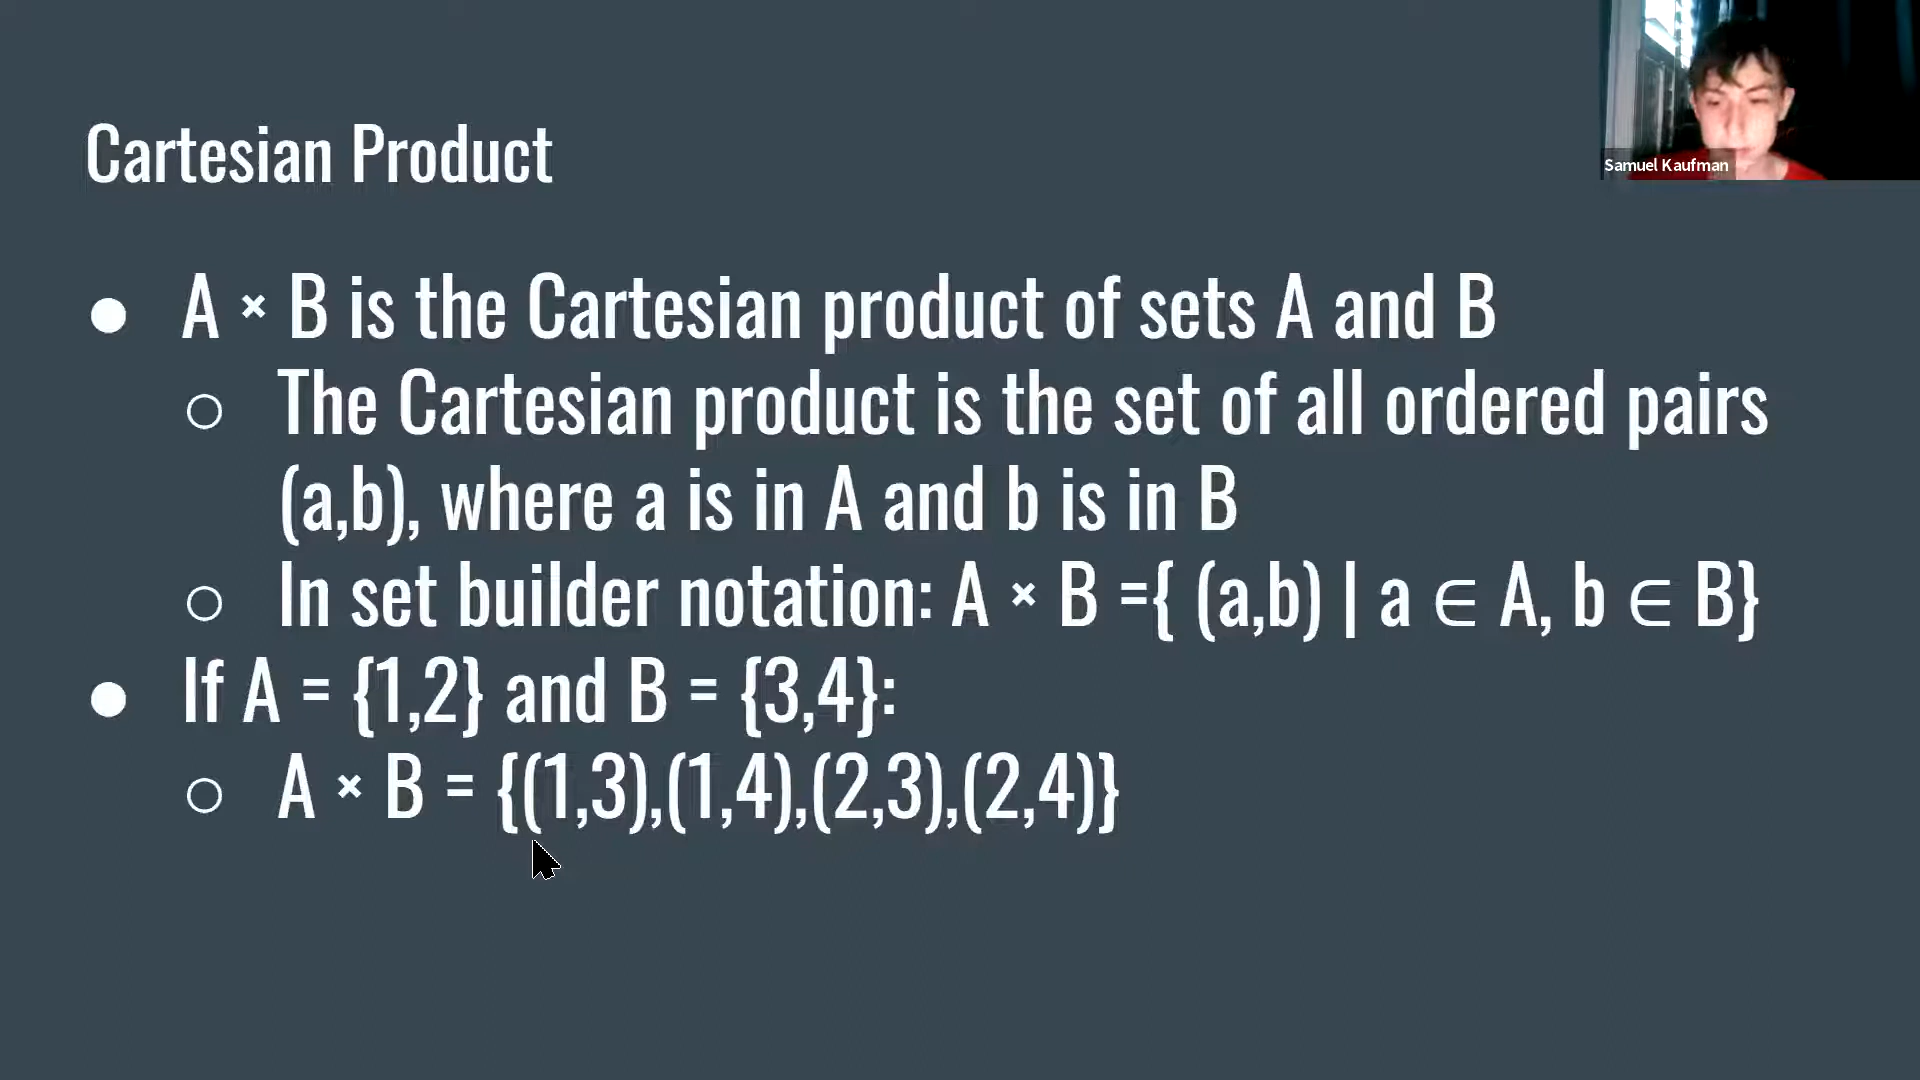 Samuel Kaufman
Cartesian Product
● A × B is the Cartesian product of sets A and B
○ The Cartesian product is the set of all ordered pairs
(a,b), where a is in A and b is in B
○ In set builder notation: A × B ={ (a,b) | a ∈ A, b ∈ B}
● If A = {1,2} and B = {3,4}:
○ A × B = {(1,3),(1,4),(2,3),(2,4)}